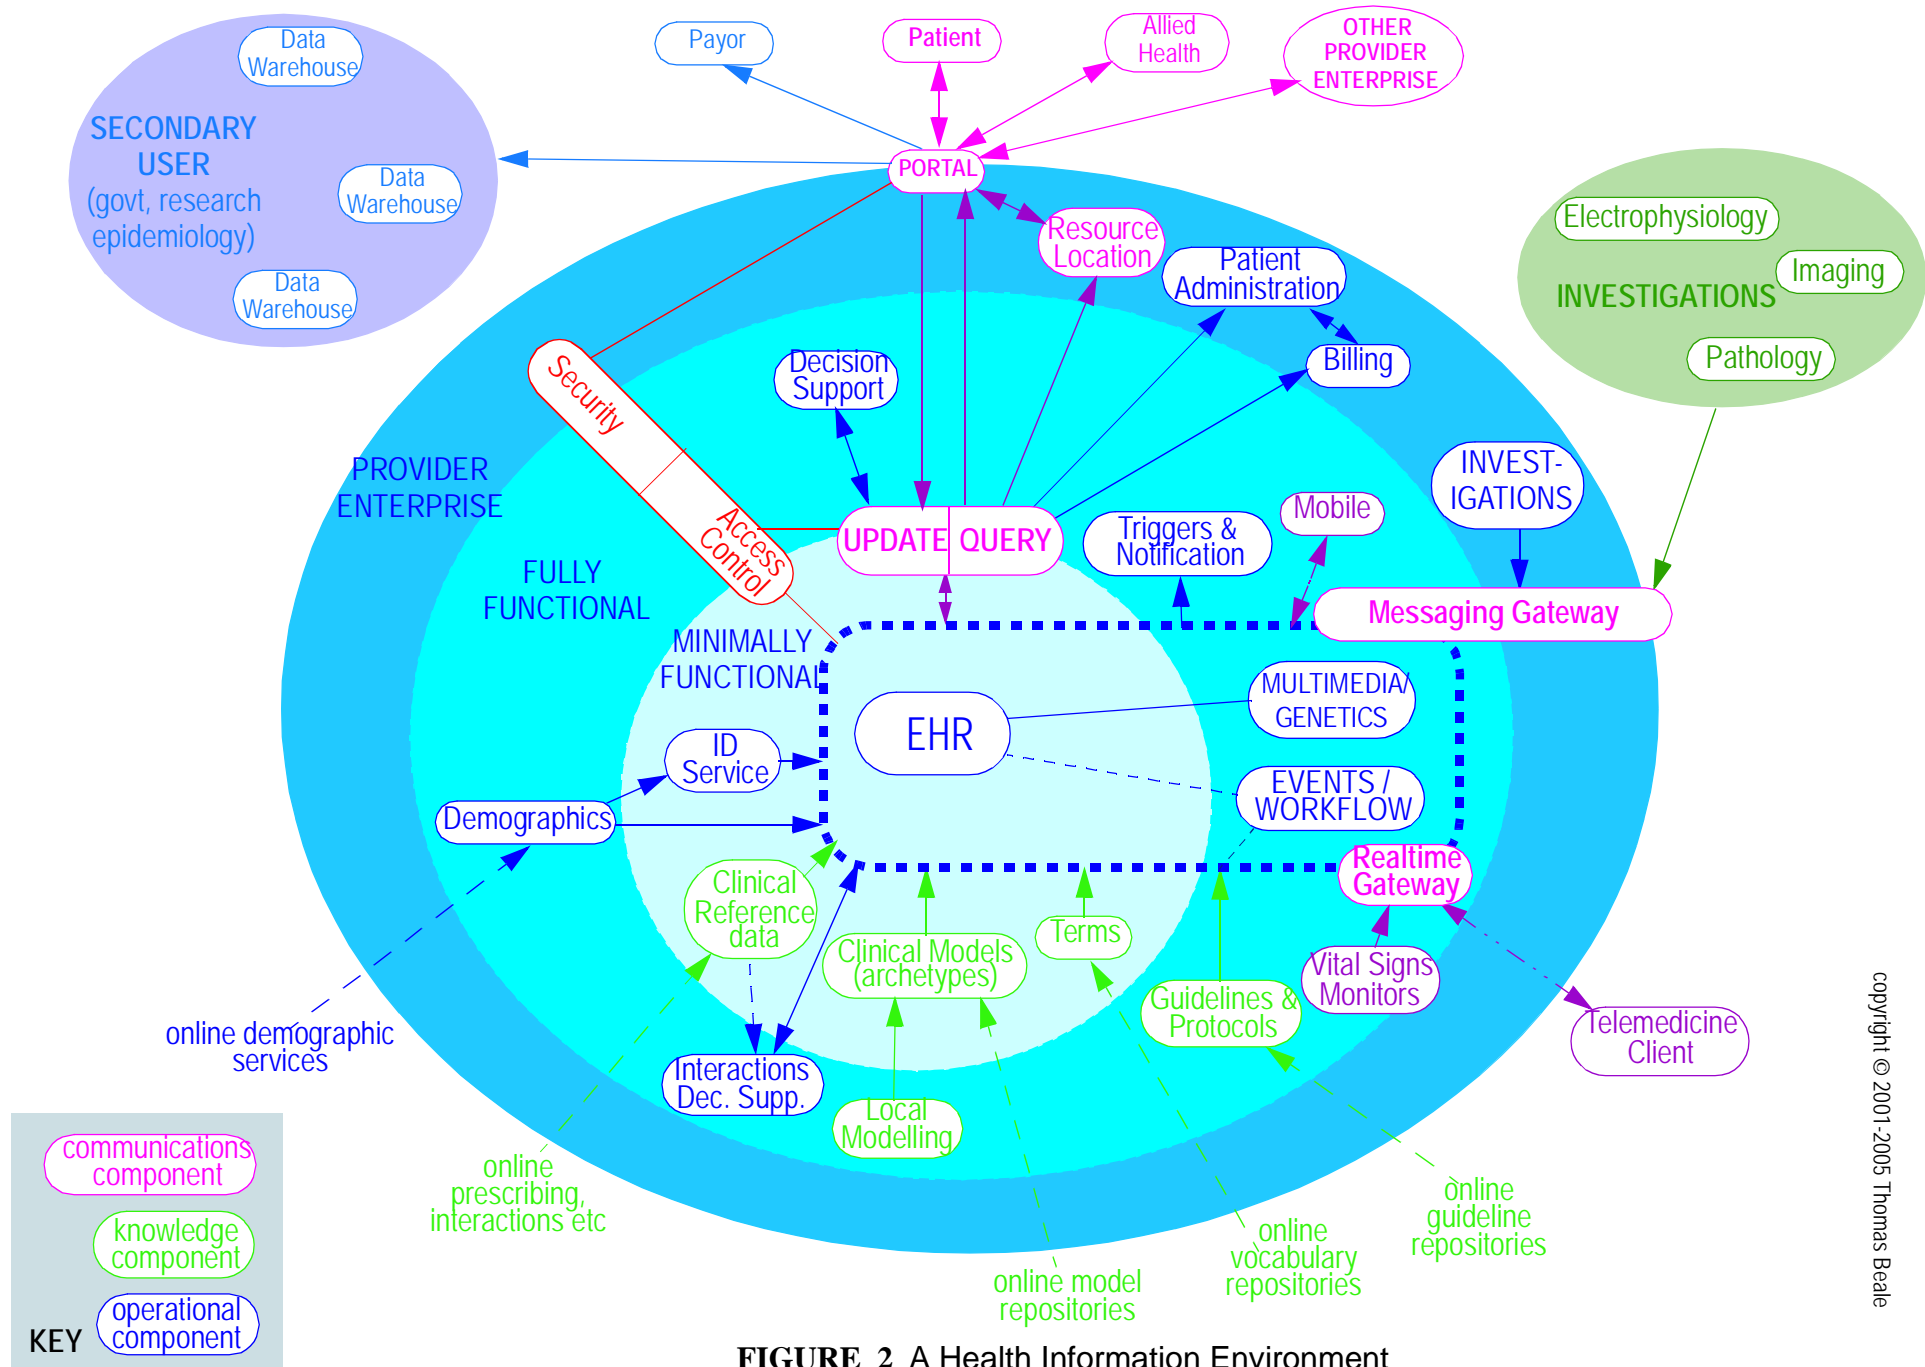 Data
Warehouse
Payor
Patient
Allied
Health
OTHER
PROVIDER
ENTERPRISE
SECONDARY
USER
(govt, research
epidemiology)
Data
Warehouse
Data
Warehouse
PORTAL
Resource
Location
Patient
Administration
Billing
Electrophysiology
Imaging
INVESTIGATIONS
Pathology
Decision
Support
Security
Access
Control
PROVIDER
ENTERPRISE
FULLY
FUNCTIONAL
MINIMALLY
FUNCTIONAL
UPDATE QUERY
Triggers &
Notification
Mobile
INVEST-
IGATIONS
Messaging Gateway
EHR
MULTIMEDIA/
GENETICS
EVENTS /
WORKFLOW
ID
Service
Demographics
Realtime
Gateway
Clinical
Reference
data
Clinical Models
(archetypes)
Terms
Guidelines &
Protocols
Vital Signs
Monitors
Telemedicine
Client
online demographic
services
Interactions
Dec. Supp.
Local
Modelling
online
prescribing,
interactions etc
online model
repositories
online
vocabulary
repositories
online
guideline
repositories
copyright © 2001-2005 Thomas Beale
communications
component
knowledge
component
operational
component
KEY
FIGURE 2 A Health Information Environment